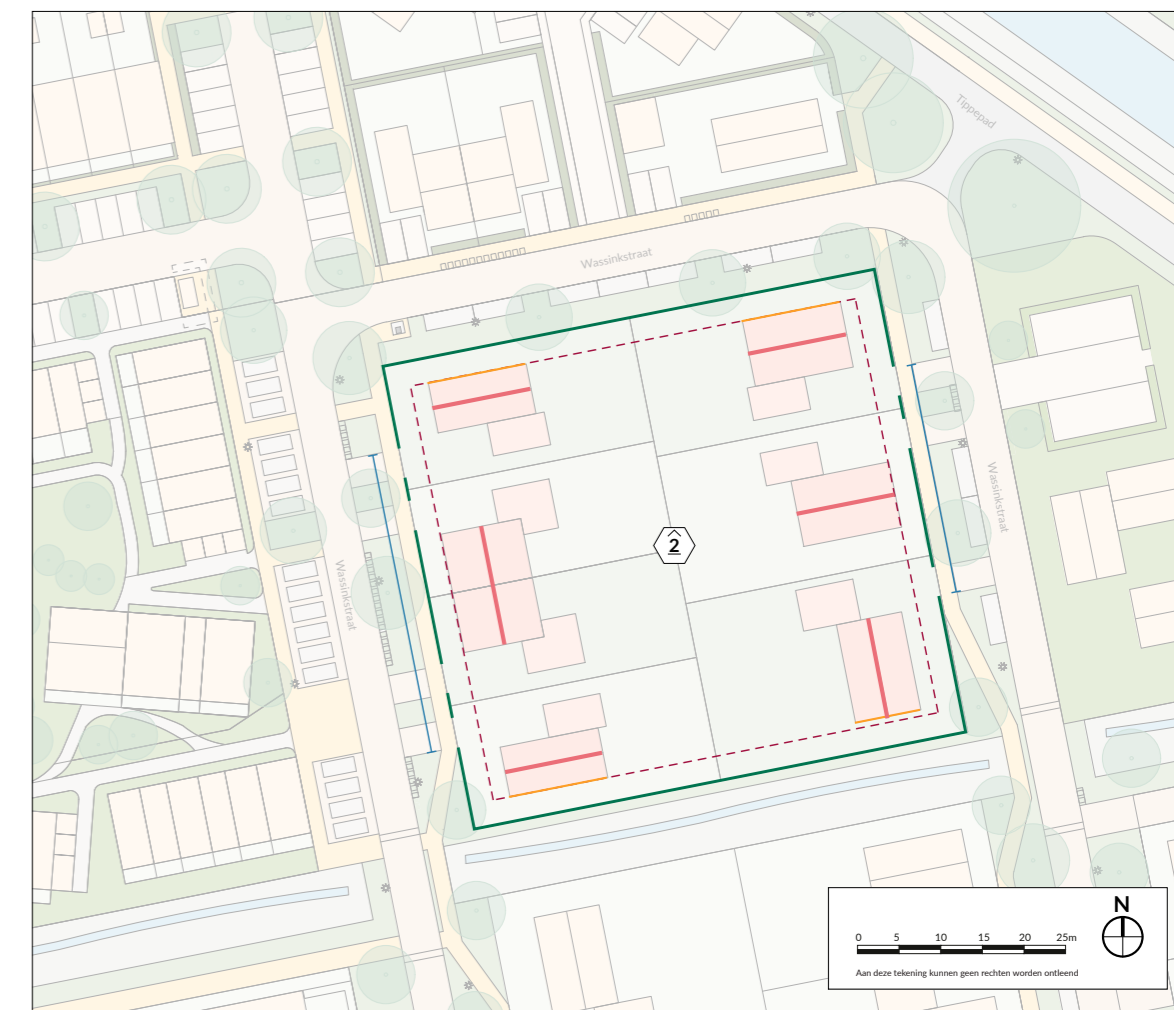 Tippepad
Wassinkstraat
2
Wassinkstraat
Wassinkstraat
N
0 5 10 15 20 25m
Aan deze tekening kunnen geen rechten worden ontleend